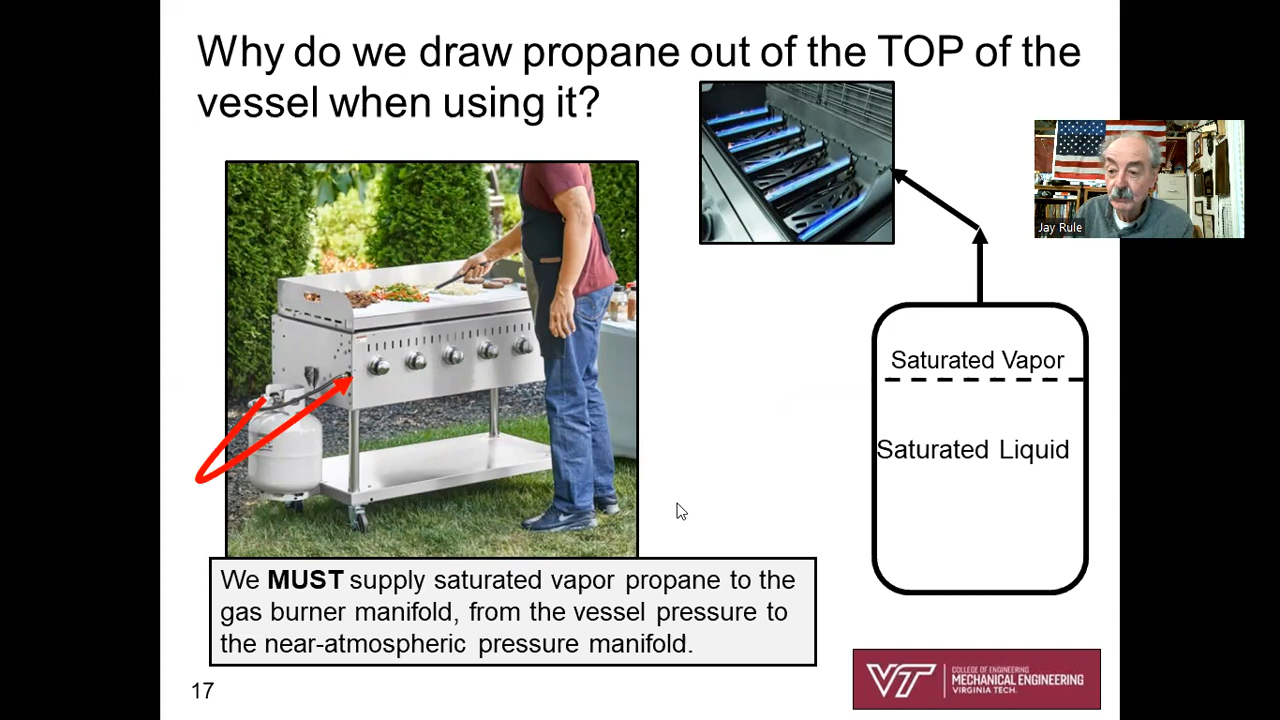 Why do we draw propane out of the TOP of the
vessel when using it?
Jay Rule
Saturated Vapor
Saturated Liquid
We MUST supply saturated vapor propane to the
gas burner manifold, from the vessel pressure to
the near-atmospheric pressure manifold.
17
VT
COLLEGE OF ENGINEERING
MECHANICAL ENGINEERING
VIRGINIA TECH.